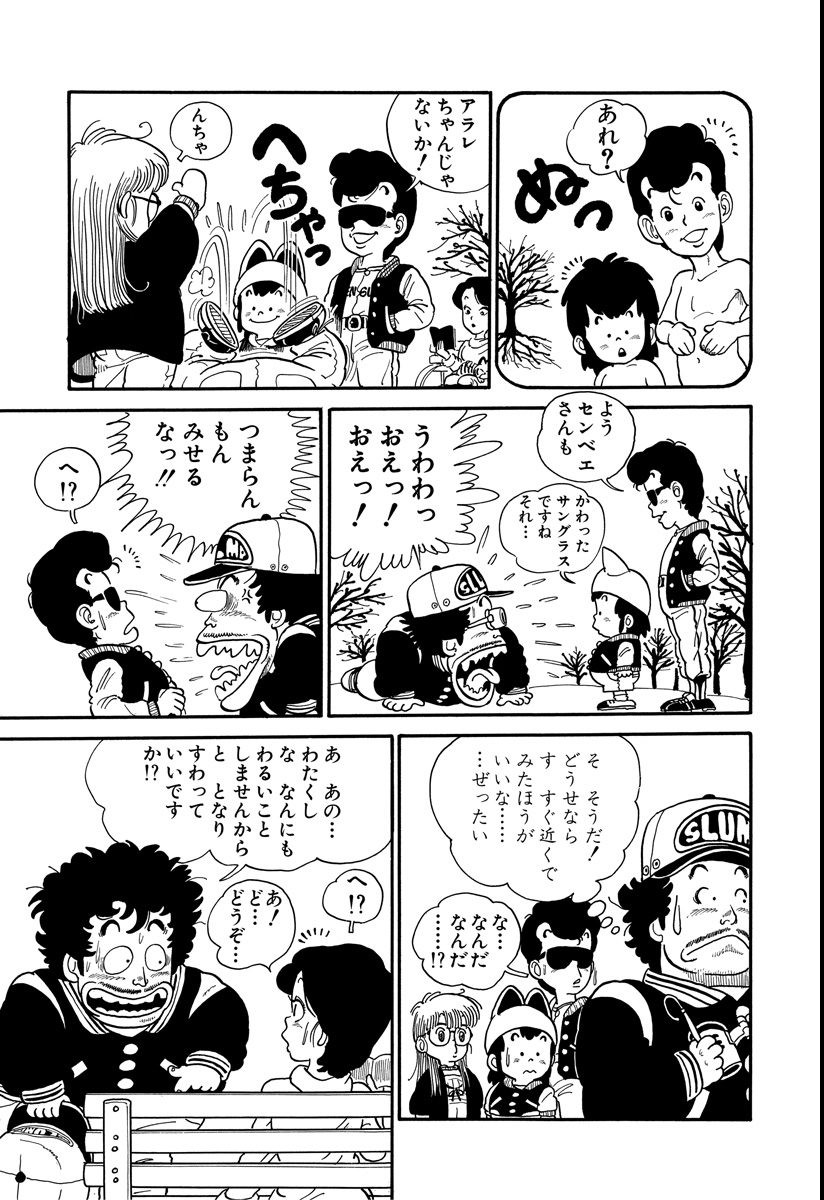 あれ?
ぬっ
アラレ
ちゃんじゃ
ないか!
へちゃっ
んちゃ
よう
センベエ
さんも
かわった
サングラス
ですね
それ…
うわわっ
おえっ!
おえっ!
SLU
つまらん
もん
みせる
なっ!!
へ!?
そ そうだ!
どうせなら
す すぐ近くで
みたほうが
いいな……
…ぜったい
SLUM
な…
なんだ
なんだ
……!?
あ あの…
わたくし
な なんにも
わるいこと
しませんから
と となり
すわって
いいです
か!?
へ!?
あ!
ど…
どうぞ…